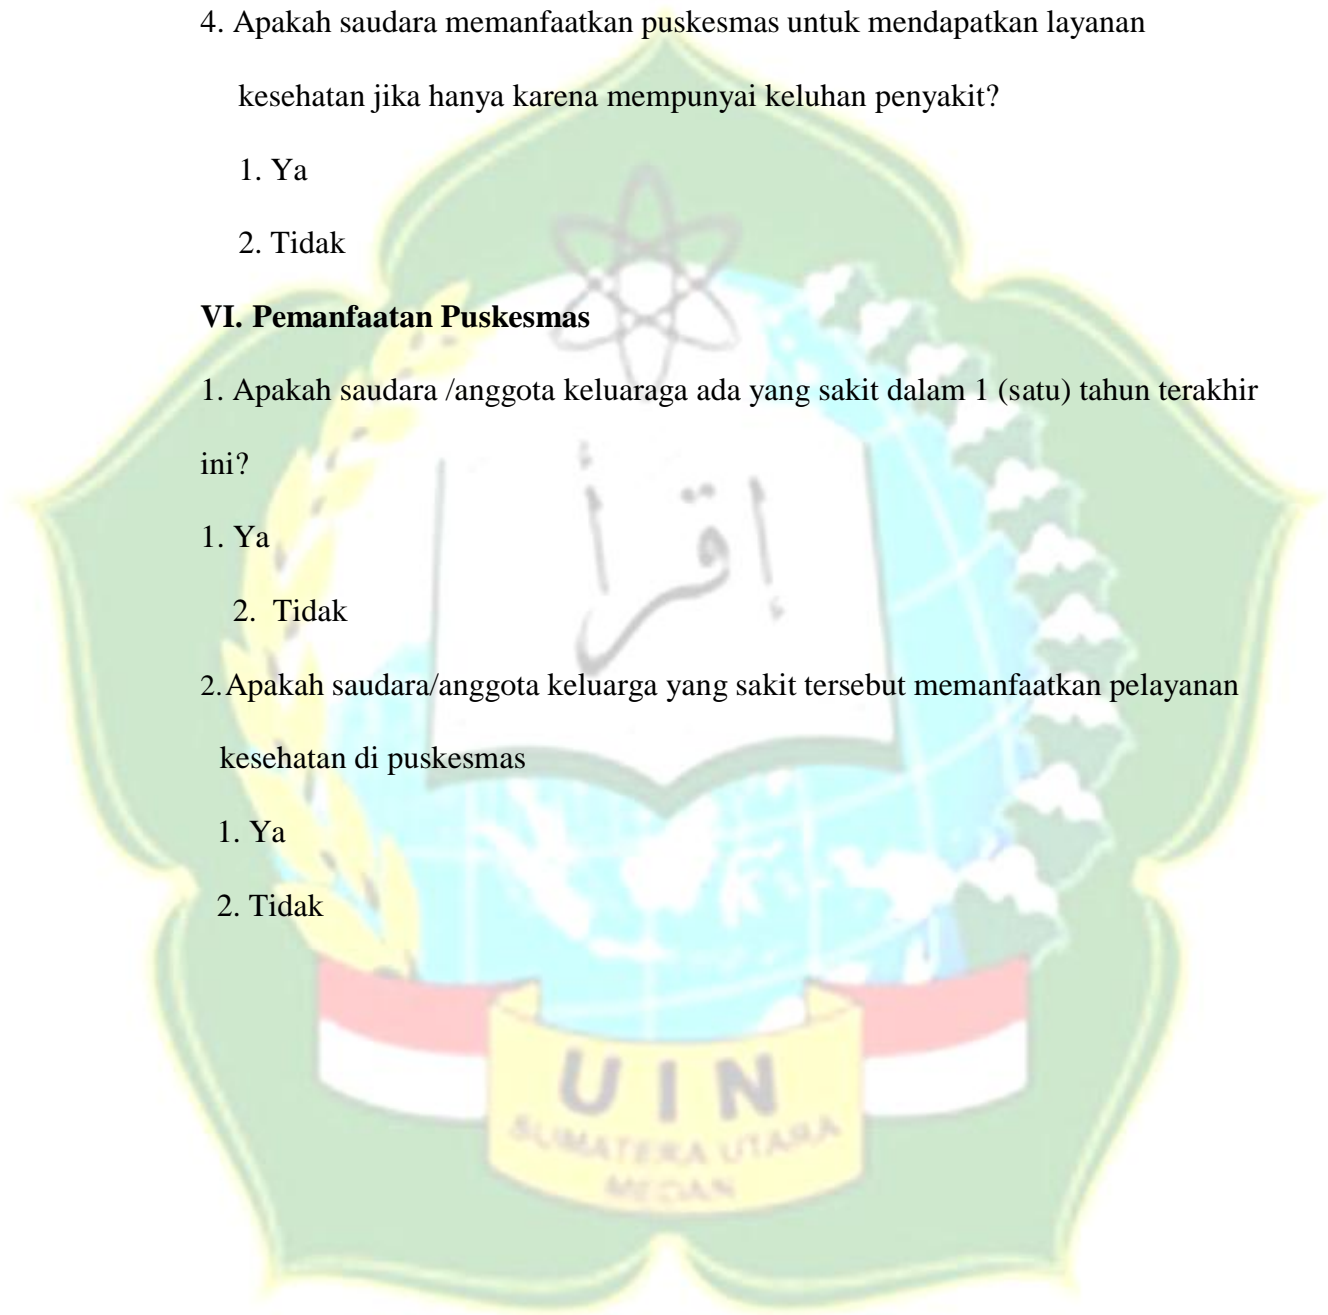 4. Apakah saudara memanfaatkan puskesmas untuk mendapatkan layanan
kesehatan jika hanya karena mempunyai keluhan penyakit?
1. Ya
2. Tidak
VI. Pemanfaatan Puskesmas
1. Apakah saudara /anggota keluaraga ada yang sakit dalam 1 (satu) tahun terakhir
ini?
1. Ya
2. Tidak
2. Apakah saudara/anggota keluarga yang sakit tersebut memanfaatkan pelayanan
kesehatan di puskesmas
1. Ya
2. Tidak
إقرأ
UIN
SUMATERA UTARA
MEDAN